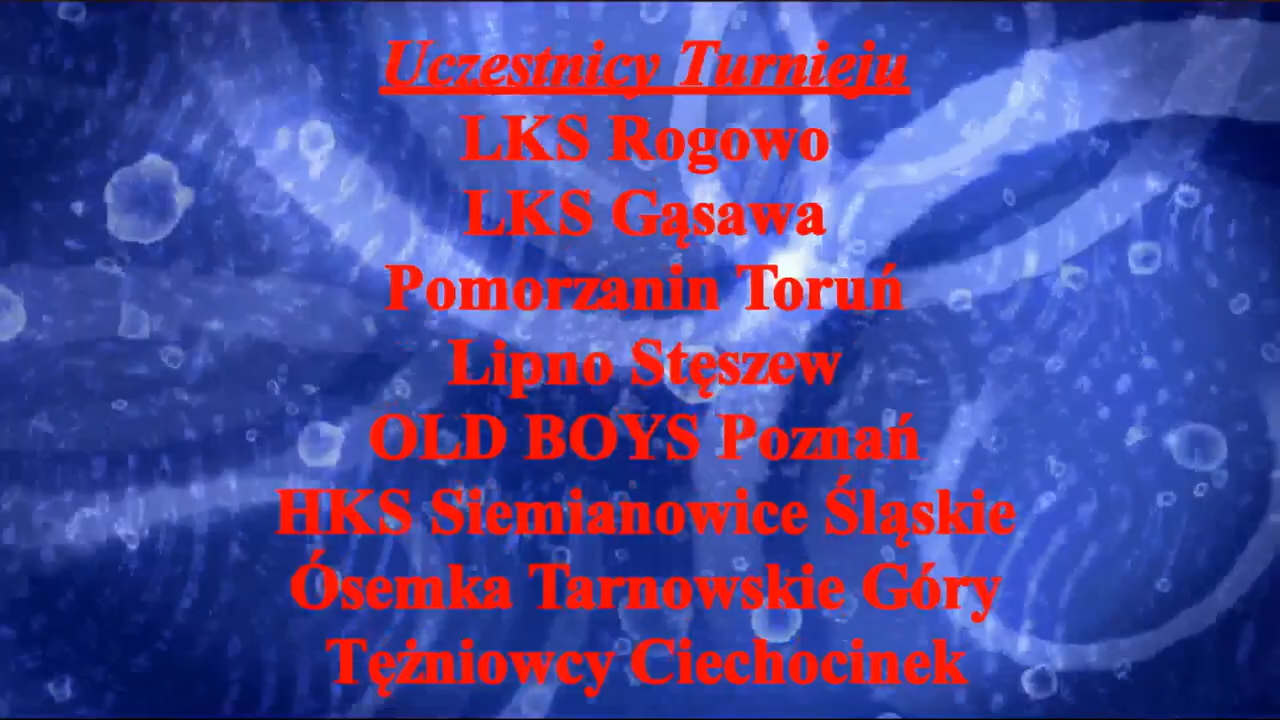 Uczestnicy Turnieju
LKS Rogowo
LKS Gąsawa
Pomorzanin Toruń
Lipno Stęszew
OLD BOYS Poznań
HKS Siemianowice Śląskie
Ósemka Tarnowskie Góry
Tężniowcy Ciechocinek